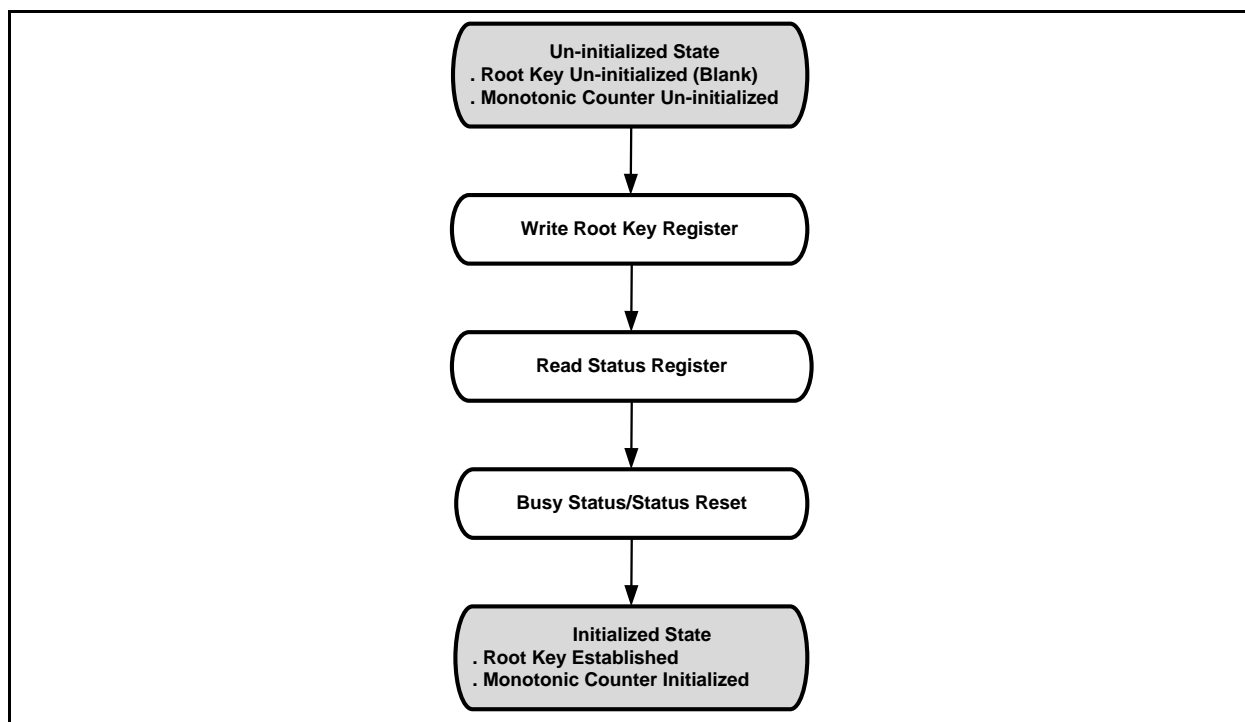 Un-initialized State
. Root Key Un-initialized (Blank)
. Monotonic Counter Un-initialized
Write Root Key Register
Read Status Register
Busy Status/Status Reset
Initialized State
. Root Key Established
. Monotonic Counter Initialized